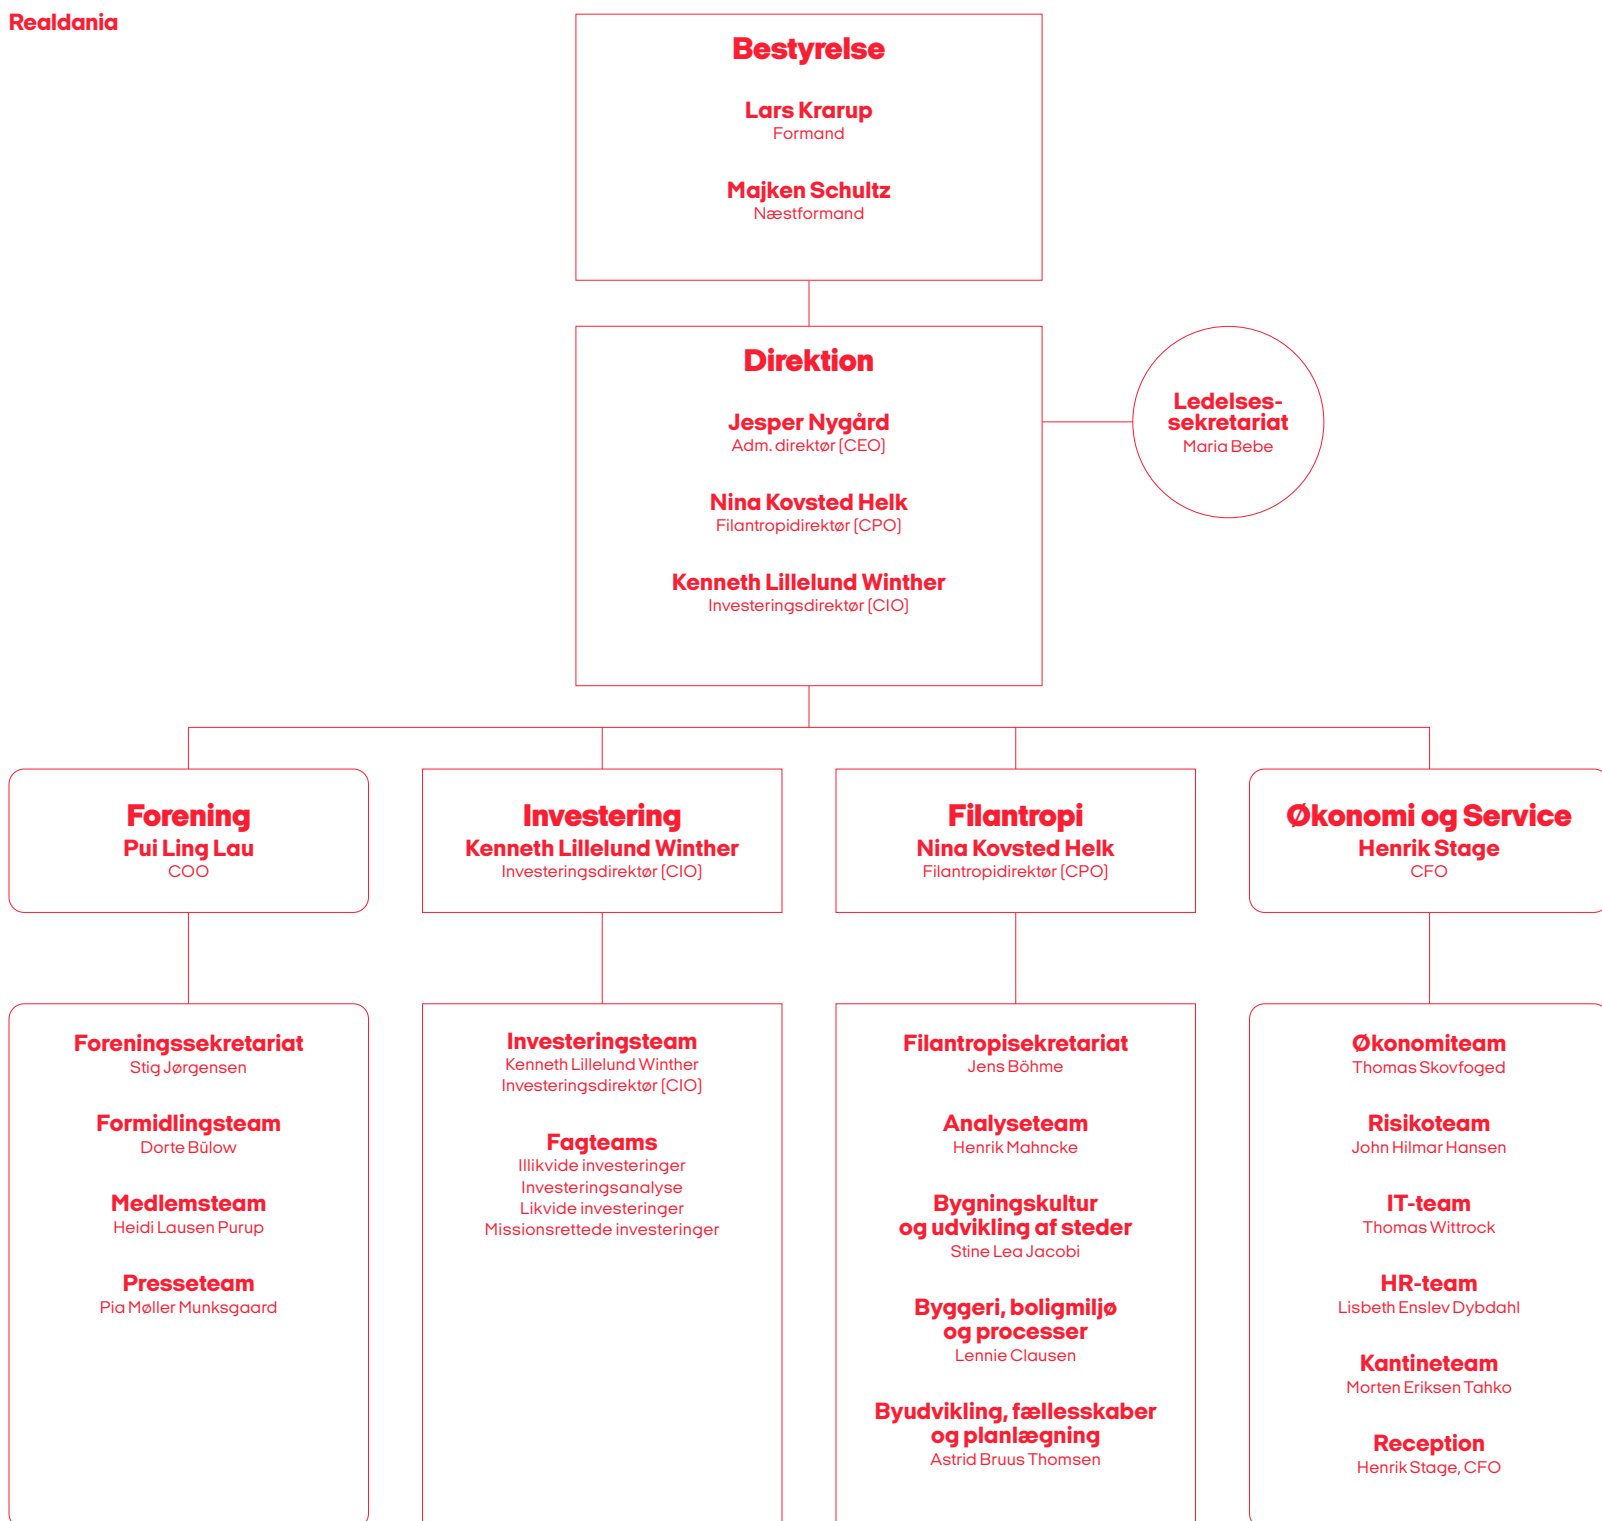 Realdania
Bestyrelse
Lars Krarup
Formand
Majken Schultz
Næstformand
Direktion
Jesper Nygård
Adm. direktør (CEO)
Nina Kovsted Helk
Filantropidirektør (CPO)
Kenneth Lillelund Winther
Investeringsdirektør (CIO)
Ledelses-
sekretariat
Maria Bebe
Forening
Pui Ling Lau
COO
Investering
Kenneth Lillelund Winther
Investeringsdirektør (CIO)
Filantropi
Nina Kovsted Helk
Filantropidirektør (CPO)
Økonomi og Service
Henrik Stage
CFO
Foreningssekretariat
Stig Jørgensen
Formidlingsteam
Dorte Bülow
Medlemsteam
Heidi Lausen Purup
Presseteam
Pia Møller Munksgaard
Investeringsteam
Kenneth Lillelund Winther
Investeringsdirektør (CIO)
Fagteams
Illikvide investeringer
Investeringsanalyse
Likvide investeringer
Missionsrettede investeringer
Filantropisekretariat
Jens Böhme
Analyseteam
Henrik Mahncke
Bygningskultur
og udvikling af steder
Stine Lea Jacobi
Byggeri, boligmiljø
og processer
Lennie Clausen
Byudvikling, fællesskaber
og planlægning
Astrid Bruus Thomsen
Økonomiteam
Thomas Skovfoged
Risikoteam
John Hilmar Hansen
IT-team
Thomas Wittrock
HR-team
Lisbeth Enslev Dybdahl
Kantineteam
Morten Eriksen Tahko
Reception
Henrik Stage, CFO